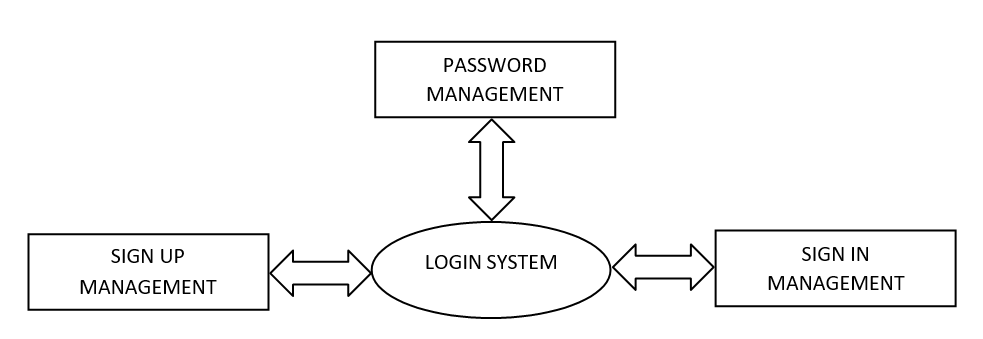 PASSWORD
MANAGEMENT
SIGN UP
MANAGEMENT
LOGIN SYSTEM
SIGN IN
MANAGEMENT